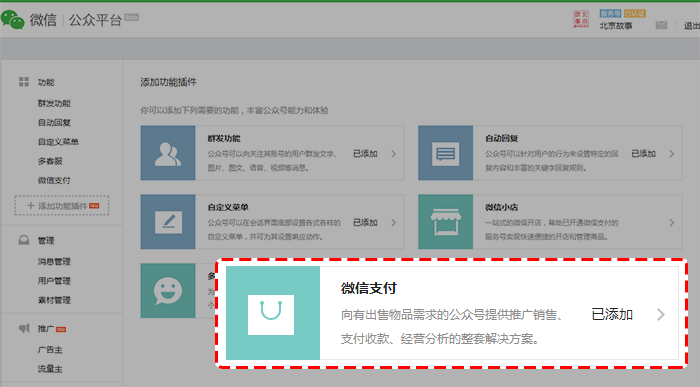 微信 | 公众平台 Beta
服务号 已认证
北京故事
退出
功能
群发功能
自动回复
自定义菜单
多客服
微信支付
+ 添加功能插件
管理
消息管理
用户管理
素材管理
推广
广告主
流量主
添加功能插件
你可以添加下列需要的功能，丰富公众号能力和体验
群发功能
公众号可以向关注其账号的用户群发文字、
图片、图文、语音、视频等消息。
已添加
自动回复
公众号可以针对用户的行为来设置特定的回
复内容和丰富的关键字回复规则。
已添加
自定义菜单
公众号可以在会话界面底部设置各式各样的
自定义菜单，并可为其设置响应动作。
已添加
微信小店
一站式的微信开店，帮助已开通微信支付的
服务号实现快速便捷的开店和管理商品。
多
为
个
微信支付
向有出售物品需求的公众号提供推广销售、
支付收款、经营分析的整套解决方案。
已添加